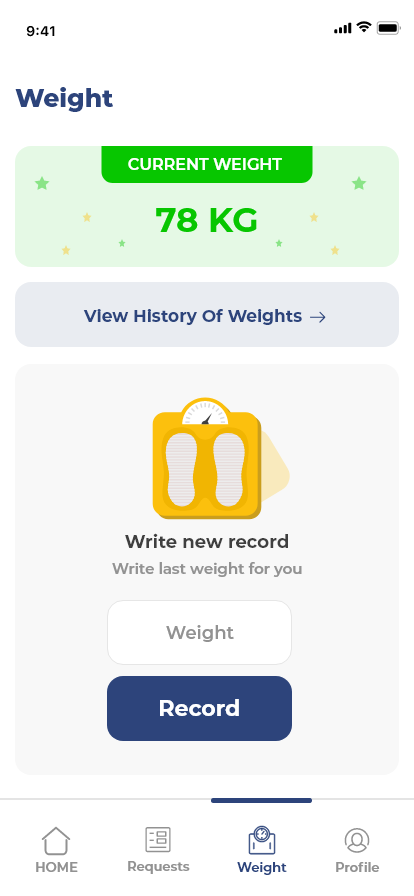 9:41
Weight
CURRENT WEIGHT
78 KG
View History Of Weights →
Write new record
Write last weight for you
Weight
Record
HOME
Requests
Weight
Profile